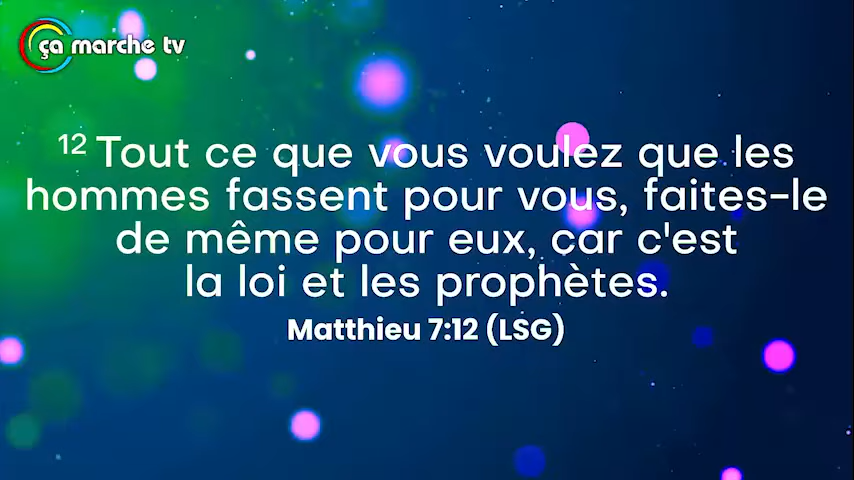 ça marche tv
12 Tout ce que vous voulez que les
hommes fassent pour vous, faites-le
de même pour eux, car c'est
la loi et les prophètes.
Matthieu 7:12 (LSG)